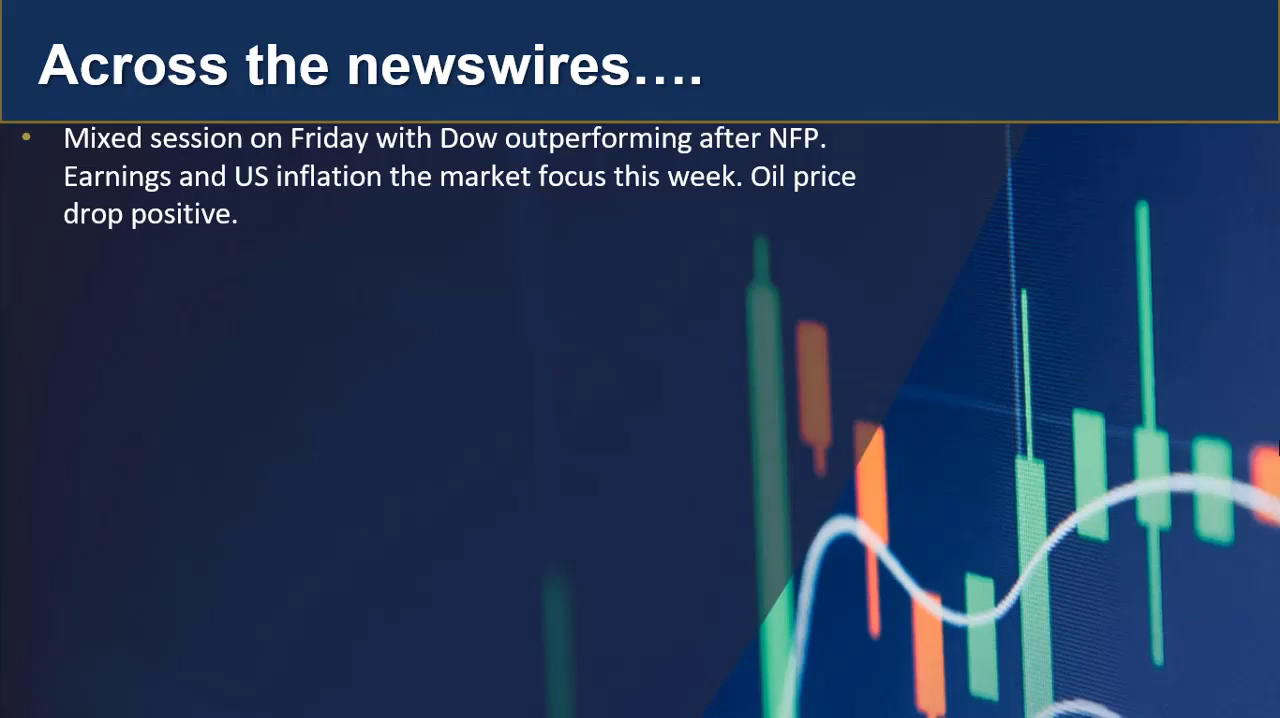 Across the newswires….
• Mixed session on Friday with Dow outperforming after NFP.
Earnings and US inflation the market focus this week. Oil price
drop positive.